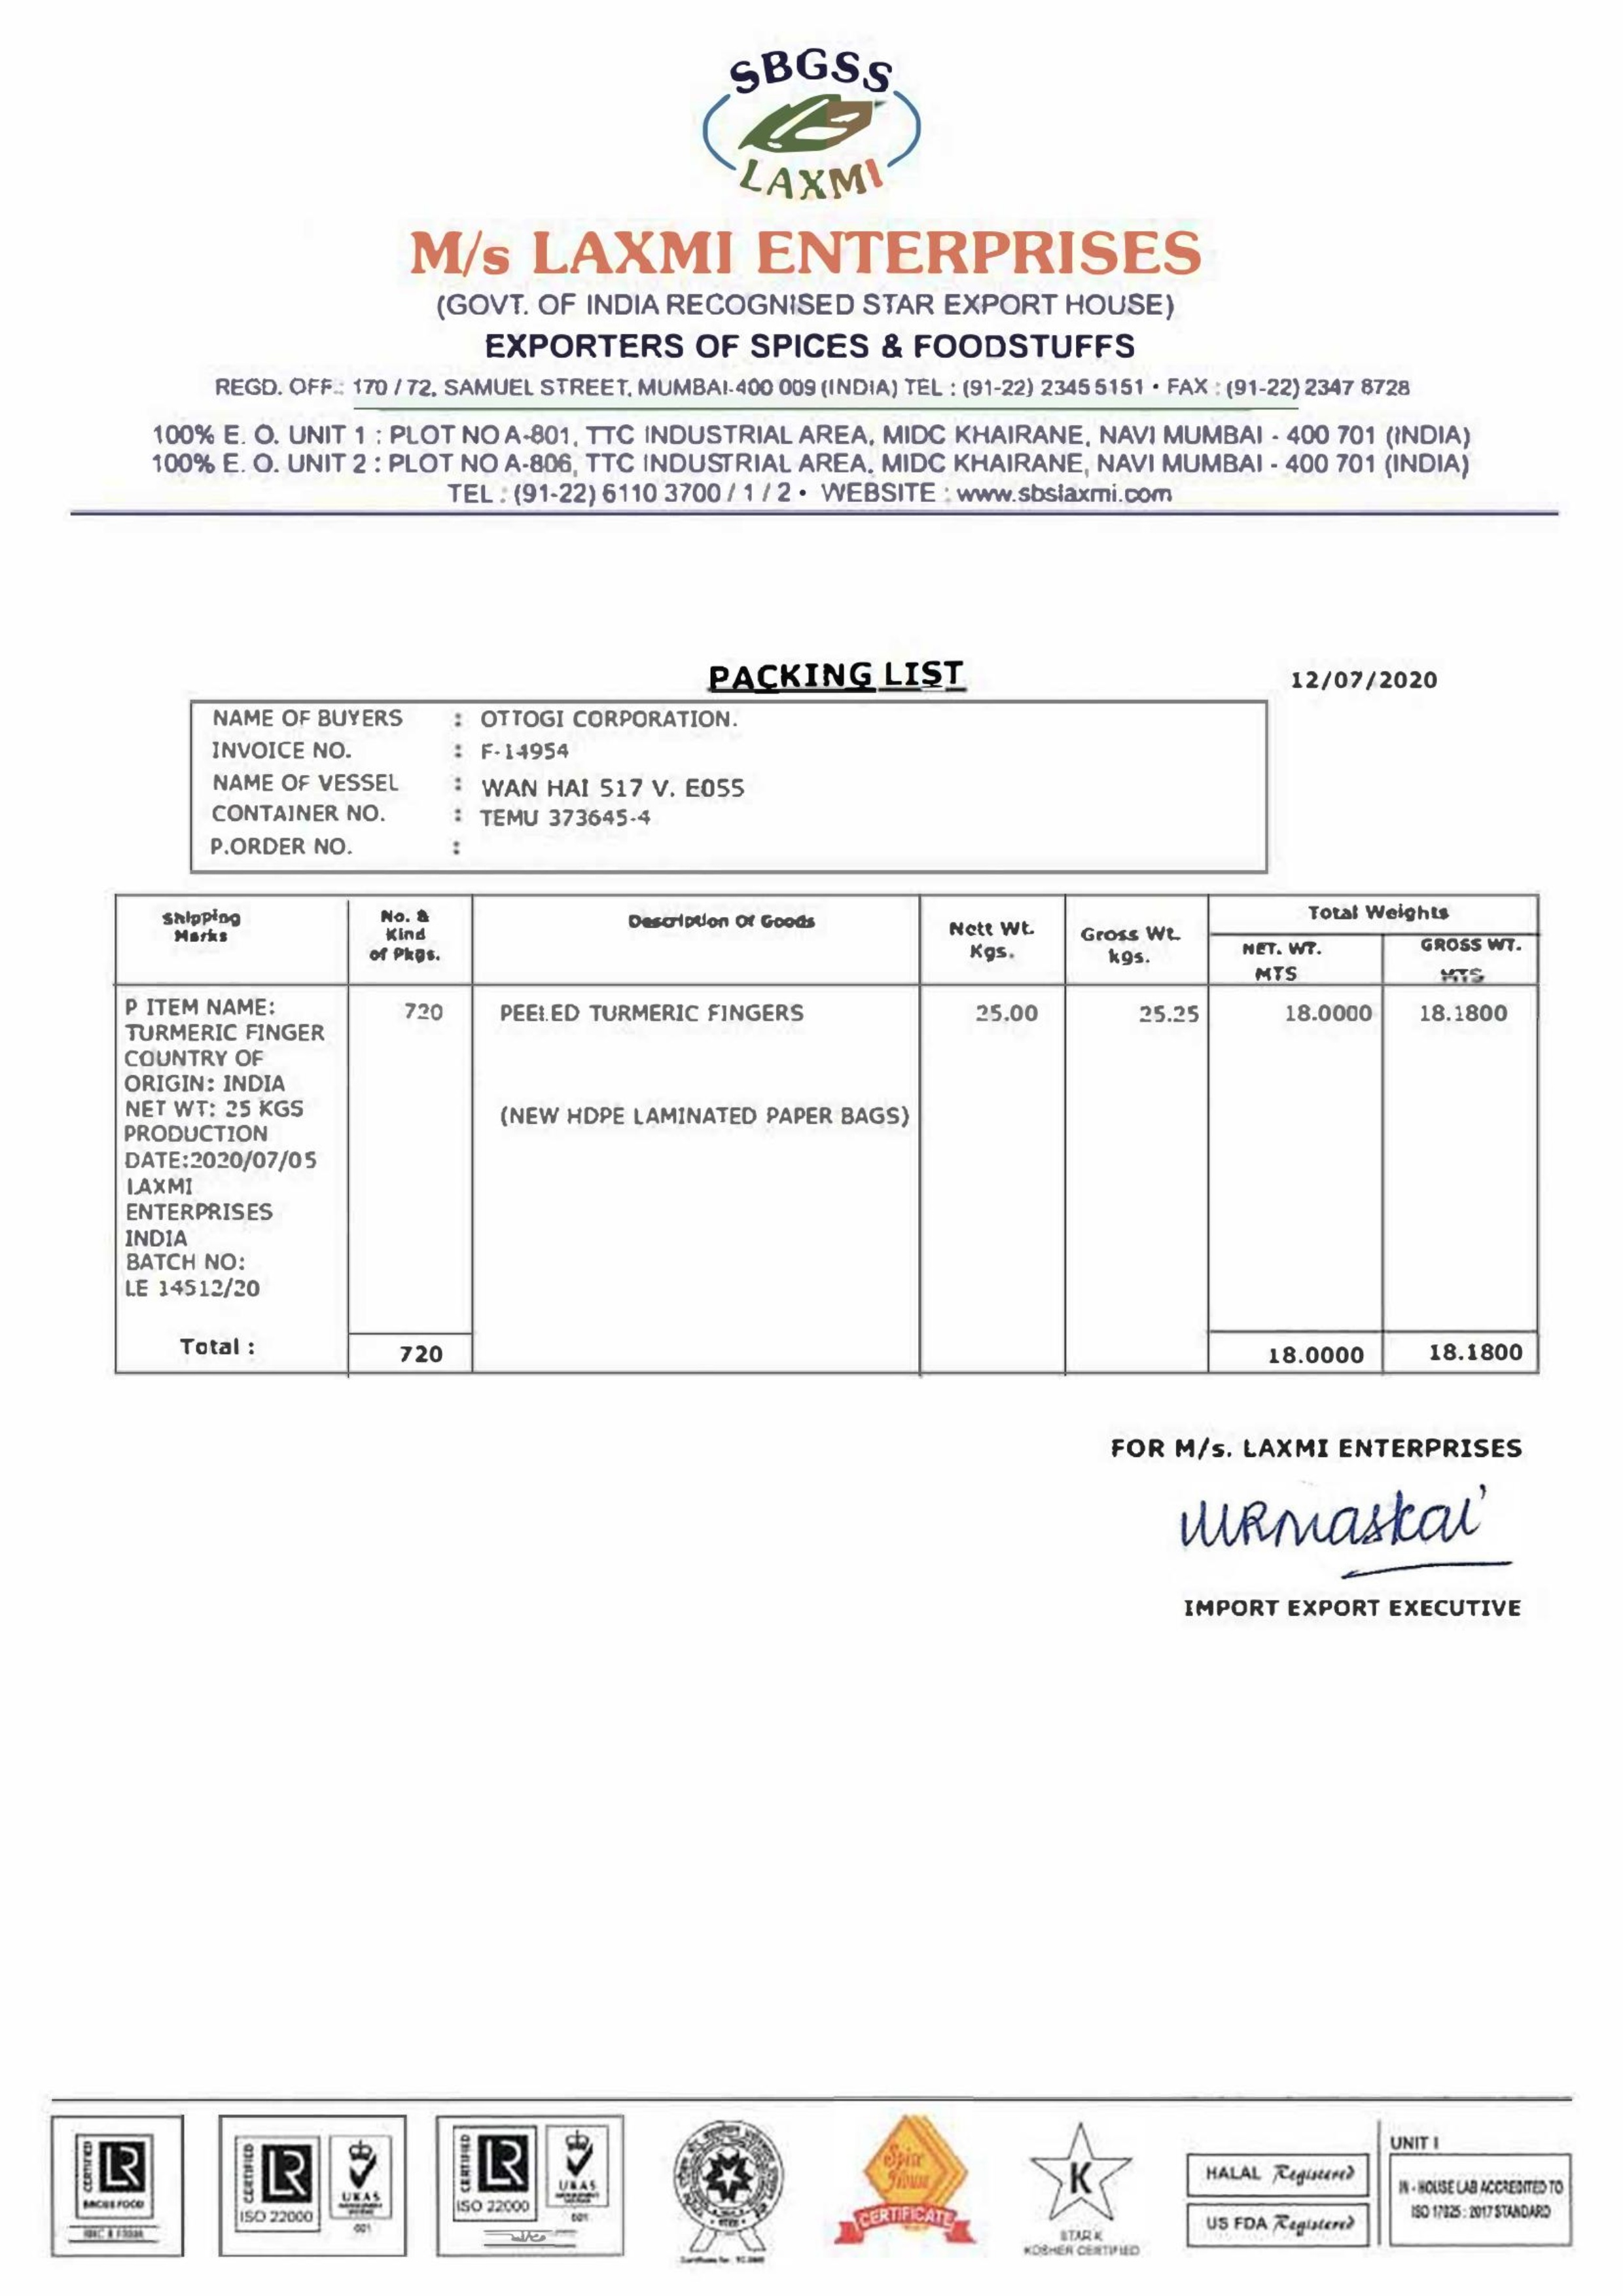 SBGSS
LAXMI
M/s LAXMI ENTERPRISES
(GOVT. OF INDIA RECOGNISED STAR EXPORT HOUSE)
EXPORTERS OF SPICES & FOODSTUFFS
REGD. OFF.: 170 / 72, SAMUEL STREET, MUMBAI-400 009 (INDIA) TEL : (91-22) 2345 5151 • FAX : (91-22) 2347 8728
100% E. O. UNIT 1 : PLOT NO A-801, TTC INDUSTRIAL AREA, MIDC KHAIRANE, NAVI MUMBAI - 400 701 (INDIA)
100% E. O. UNIT 2 : PLOT NO A-806, TTC INDUSTRIAL AREA, MIDC KHAIRANE, NAVI MUMBAI - 400 701 (INDIA)
TEL : (91-22) 6110 3700 / 1 / 2 • WEBSITE : www.sbslaxmi.com
PACKING LIST 12/07/2020
NAME OF BUYERS : OTTOGI CORPORATION.
INVOICE NO. : F-14954
NAME OF VESSEL : WAN HAI 517 V. E055
CONTAINER NO. : TEMU 373645-4
P.ORDER NO. :
Shipping Marks No. & Kind of Pkgs. Description Of Goods Nett Wt. Kgs. Gross Wt. kgs. Total Weights
NET. WT. MTS GROSS WT. MTS
P ITEM NAME: 720 PEELED TURMERIC FINGERS 25.00 25.25 18.0000 18.1800
TURMERIC FINGER
COUNTRY OF
ORIGIN: INDIA
NET WT: 25 KGS (NEW HDPE LAMINATED PAPER BAGS)
PRODUCTION
DATE:2020/07/05
LAXMI
ENTERPRISES
INDIA
BATCH NO:
LE 14512/20
Total : 720 18.0000 18.1800
FOR M/s. LAXMI ENTERPRISES
IMPORT EXPORT EXECUTIVE
CERTIFIED LR
CERTIFIED LR UKAS
ISO 22000 001
CERTIFIED LR UKAS
ISO 22000 001
Spice House
CERTIFICATE
K
STAR K
KOSHER CERTIFIED
HALAL Registered
US FDA Registered
UNIT I
IN - HOUSE LAB ACCREDITED TO
ISO 17025 : 2017 STANDARD